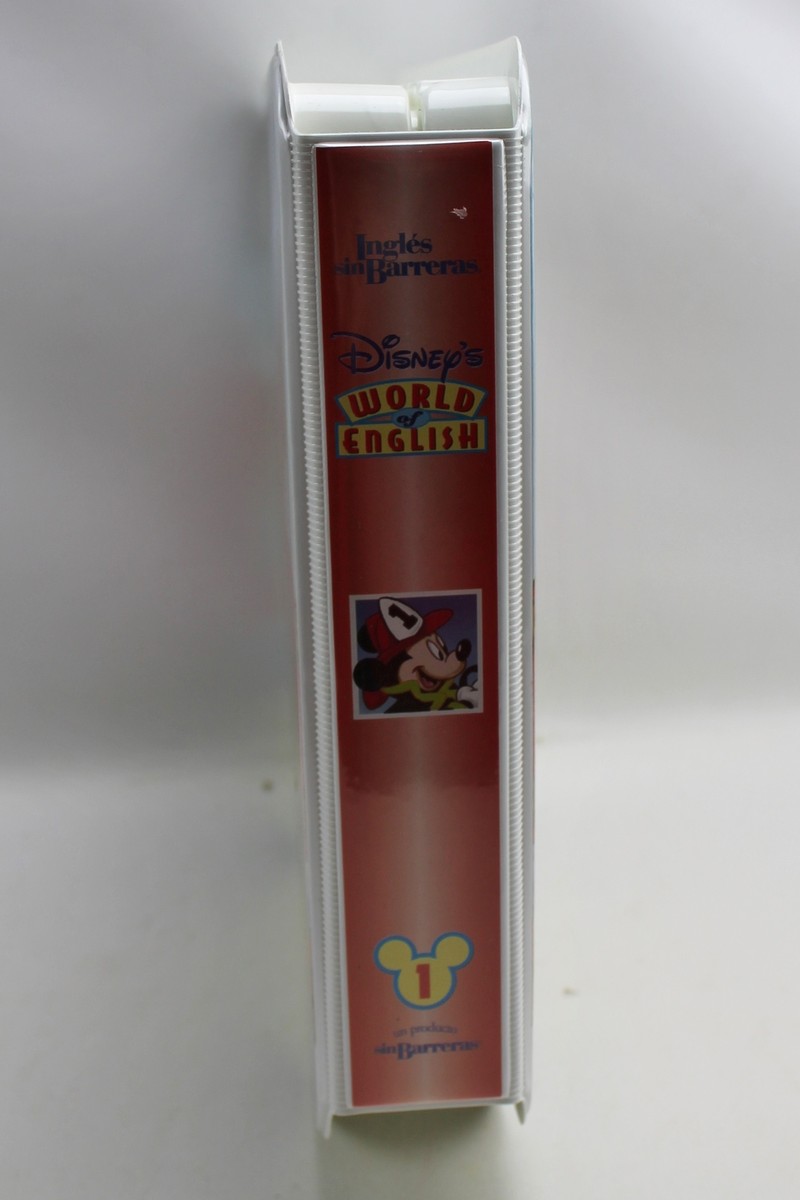 Inglés
sin Barreras
DISNEY'S
WORLD
of
ENGLISH
1
1
un producto
sin Barreras